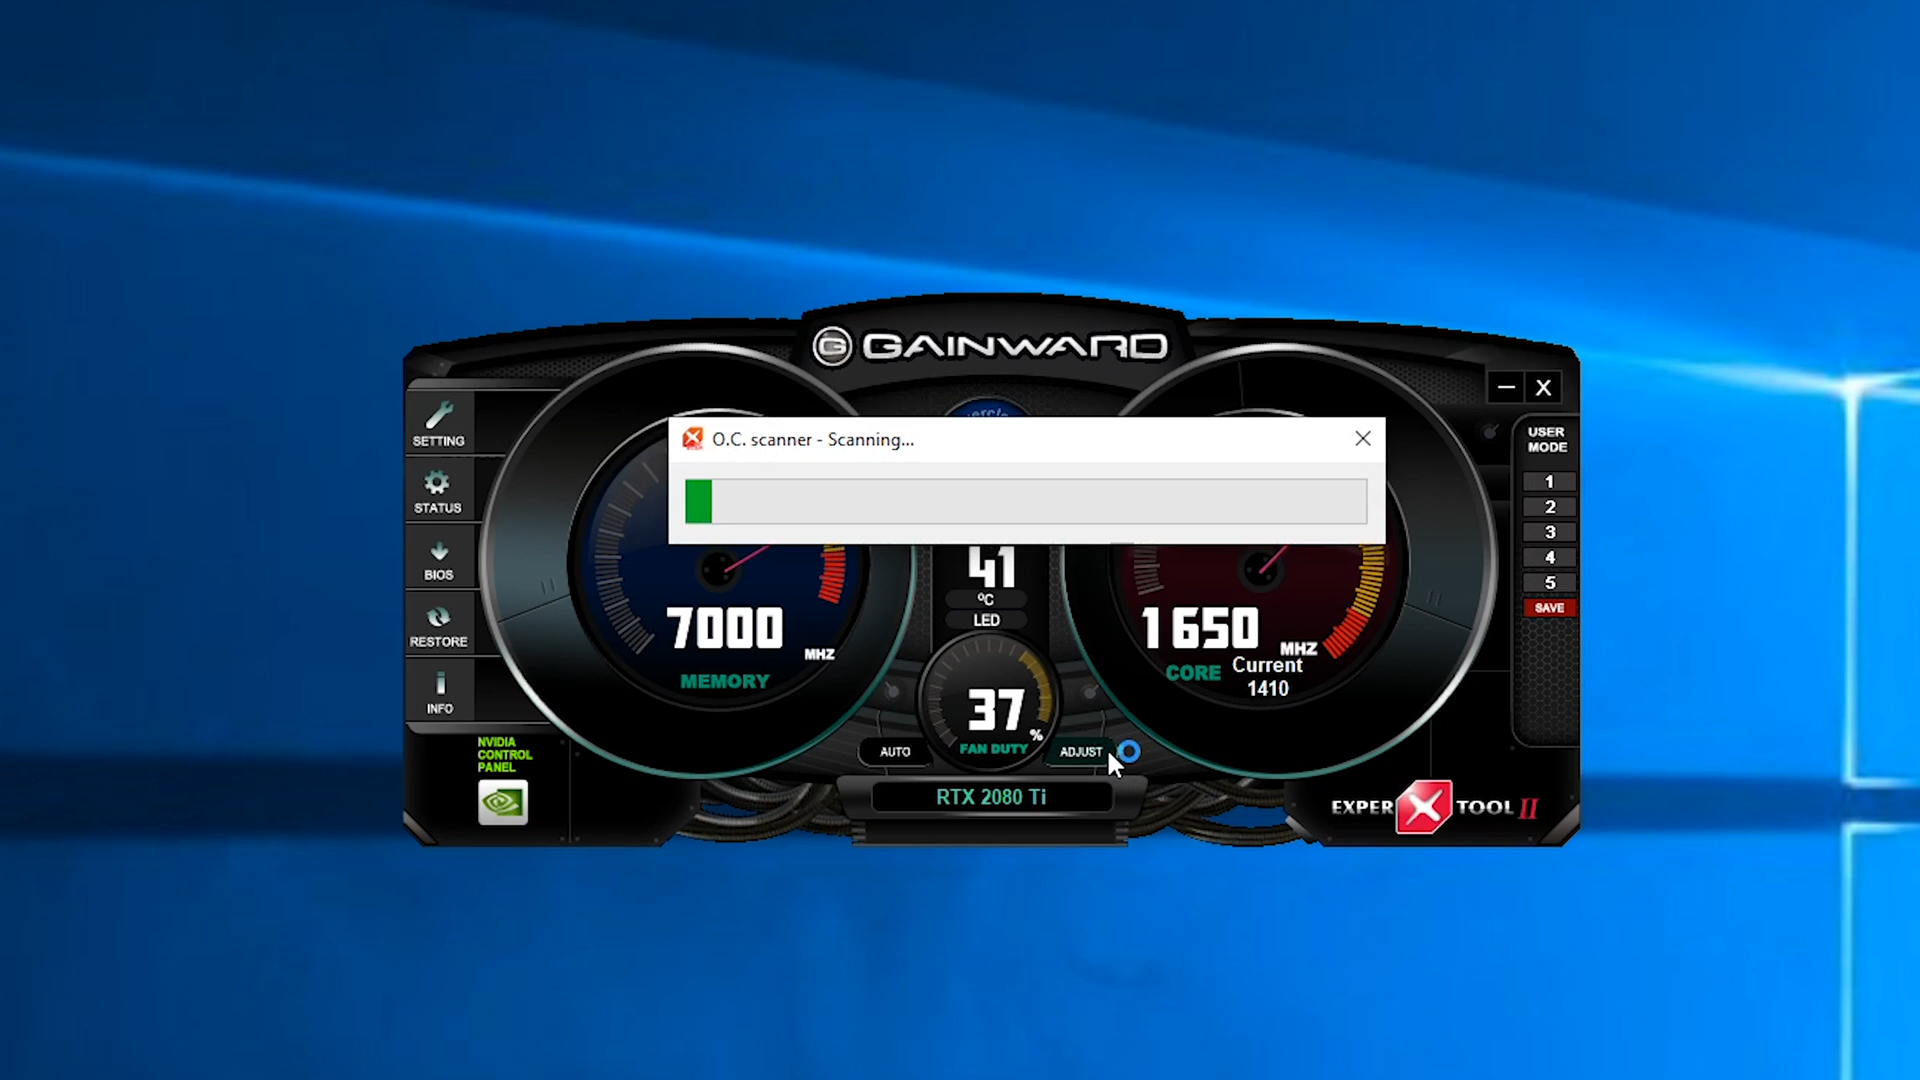 GAINWARD
X
O.C. scanner - Scanning...
SETTING
STATUS
BIOS
RESTORE
INFO
NVIDIA
CONTROL
PANEL
7000
MHZ
MEMORY
41
ºC
LED
37
%
FAN DUTY
AUTO
ADJUST
RTX 2080 Ti
1650
MHZ
CORE
Current
1410
USER
MODE
1
2
3
4
5
SAVE
EXPERTOOL II